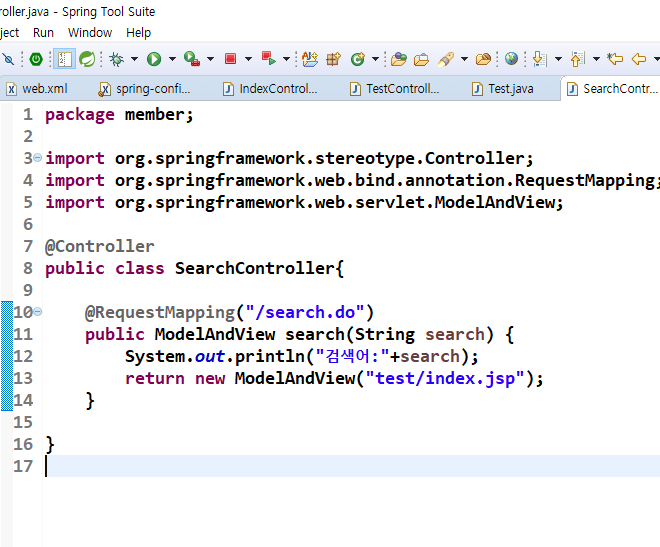 roller.java - Spring Tool Suite
ject Run Window Help
web.xml spring-confi... IndexControl... TestControll... Test.java SearchContr...
1 package member;
2
3 import org.springframework.stereotype.Controller;
4 import org.springframework.web.bind.annotation.RequestMapping;
5 import org.springframework.web.servlet.ModelAndView;
6
7 @Controller
8 public class SearchController{
9
10 @RequestMapping("/search.do")
11 public ModelAndView search(String search) {
12 System.out.println("검색어:"+search);
13 return new ModelAndView("test/index.jsp");
14 }
15
16 }
17